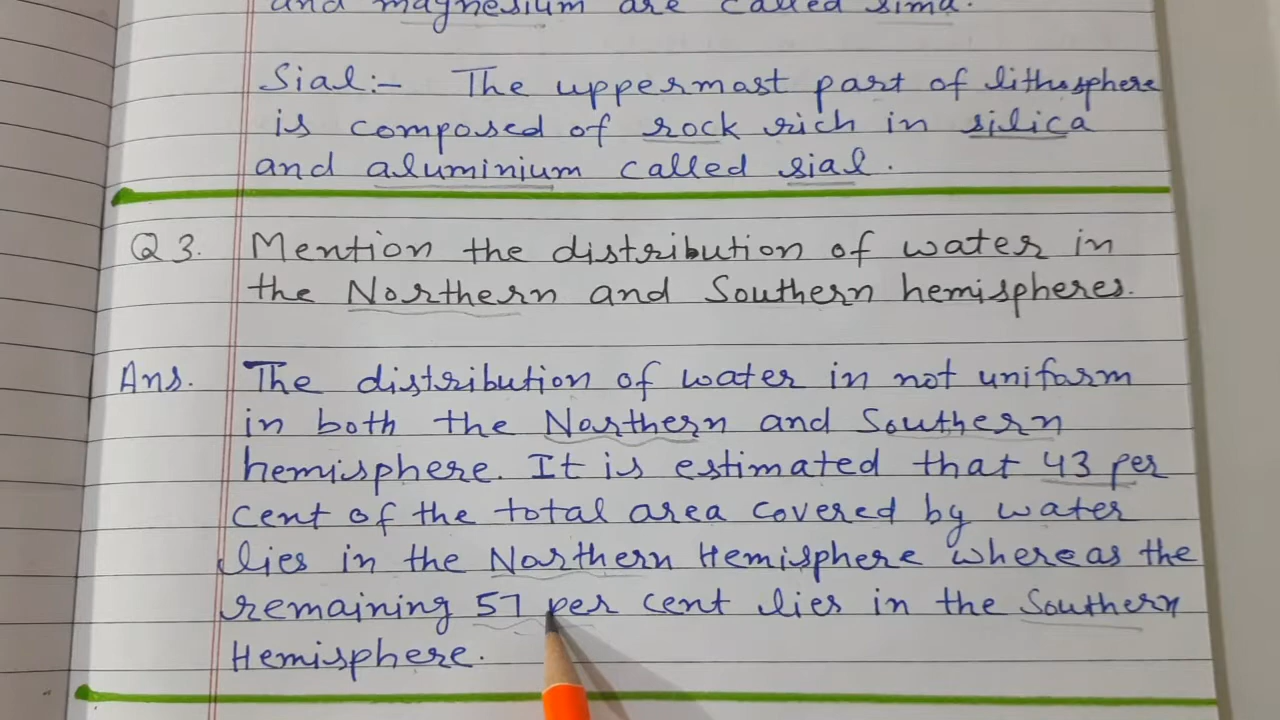 and magnesium are called sima.
Sial:- The uppermost part of lithosphere
is composed of rock rich in silica
and aluminium called sial.
Q 3. Mention the distribution of water in
the Northern and Southern hemispheres.
Ans. The distribution of water in not uniform
in both the Northern and Southern
hemisphere. It is estimated that 43 per
cent of the total area covered by water
lies in the Northern Hemisphere where as the
remaining 57 per cent lies in the Southern
Hemisphere.